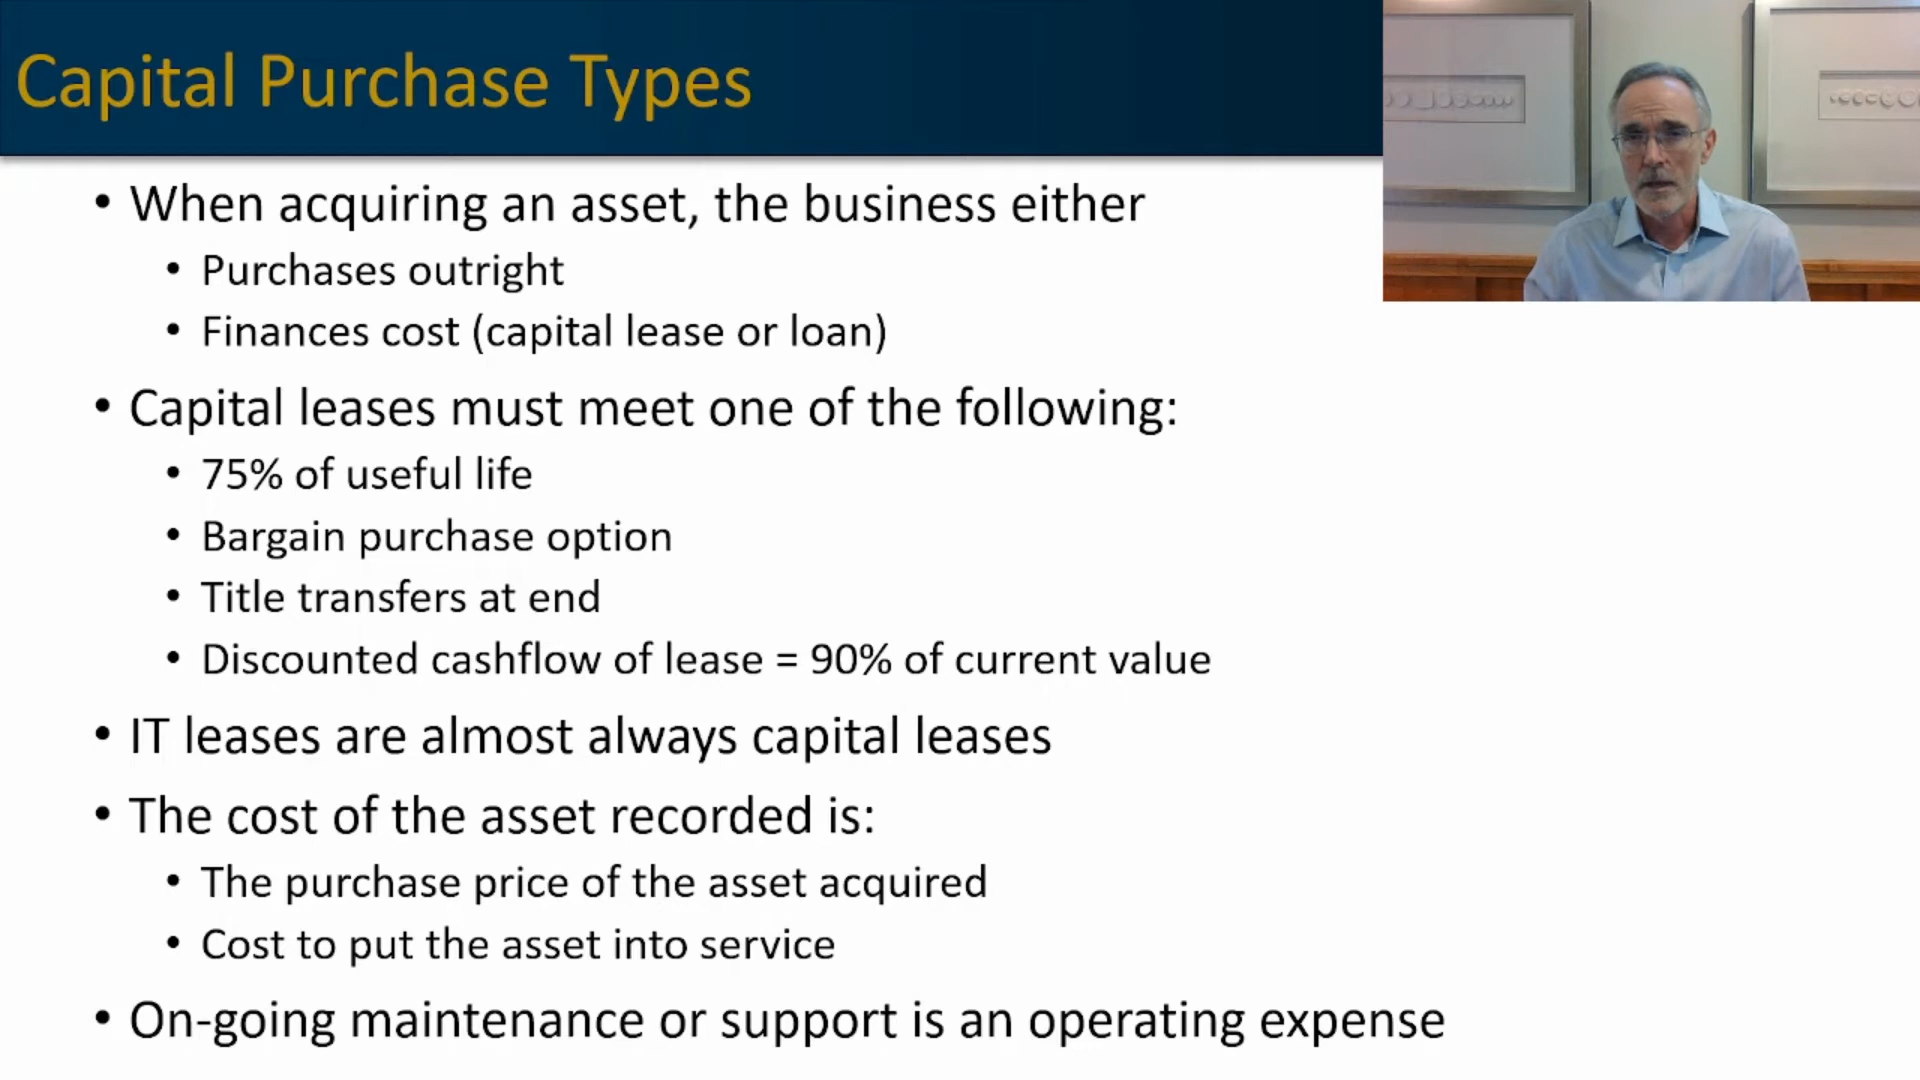 Capital Purchase Types
• When acquiring an asset, the business either
• Purchases outright
• Finances cost (capital lease or loan)
• Capital leases must meet one of the following:
• 75% of useful life
• Bargain purchase option
• Title transfers at end
• Discounted cashflow of lease = 90% of current value
• IT leases are almost always capital leases
• The cost of the asset recorded is:
• The purchase price of the asset acquired
• Cost to put the asset into service
• On-going maintenance or support is an operating expense